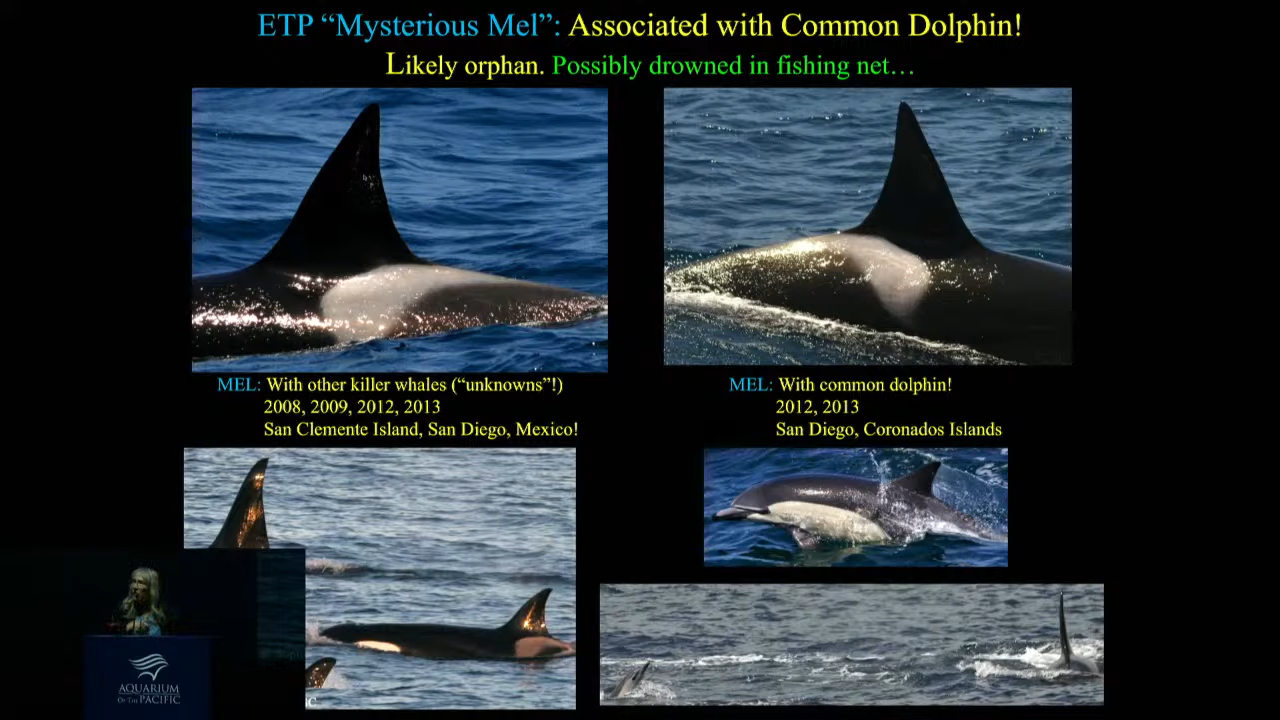 ETP “Mysterious Mel”: Associated with Common Dolphin!
Likely orphan. Possibly drowned in fishing net…
MEL: With other killer whales (“unknowns”!)
2008, 2009, 2012, 2013
San Clemente Island, San Diego, Mexico!
MEL: With common dolphin!
2012, 2013
San Diego, Coronados Islands
AQUARIUM
OF THE PACIFIC